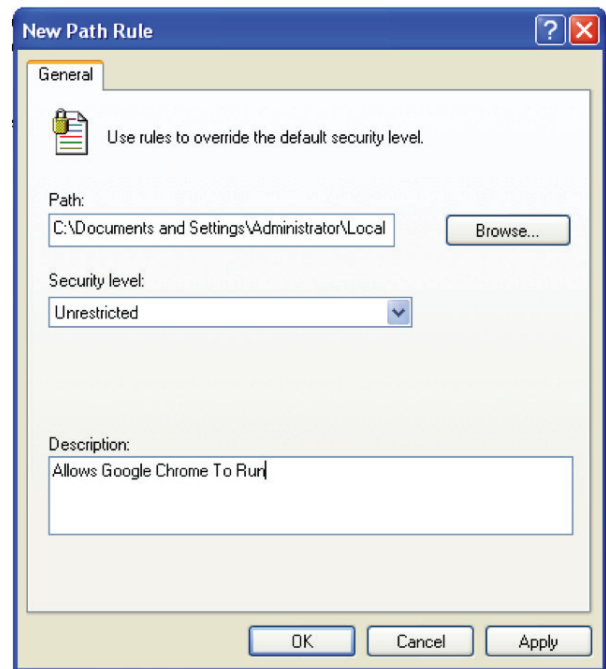 New Path Rule
General
Use rules to override the default security level.
Path:
C:\Documents and Settings\Administrator\Local
Browse...
Security level:
Unrestricted
Description:
Allows Google Chrome To Run
OK Cancel Apply